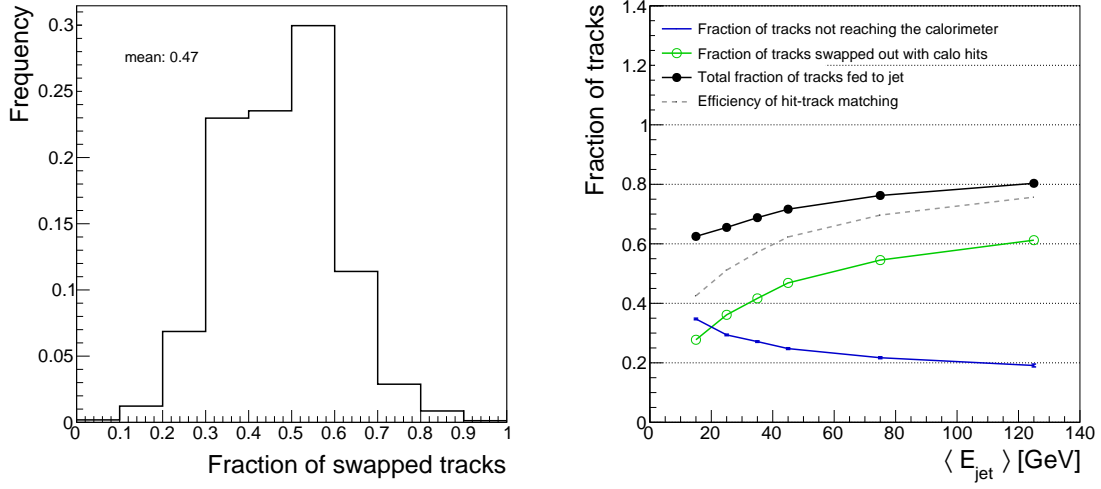 Frequency
0.3
0.25
0.2
0.15
0.1
0.05
0
mean: 0.47
0 0.1 0.2 0.3 0.4 0.5 0.6 0.7 0.8 0.9 1
Fraction of swapped tracks
Fraction of tracks
1.4
1.2
1
0.8
0.6
0.4
0.2
0
Fraction of tracks not reaching the calorimeter
Fraction of tracks swapped out with calo hits
Total fraction of tracks fed to jet
Efficiency of hit-track matching
0 20 40 60 80 100 120 140
⟨ E_jet ⟩ [GeV]